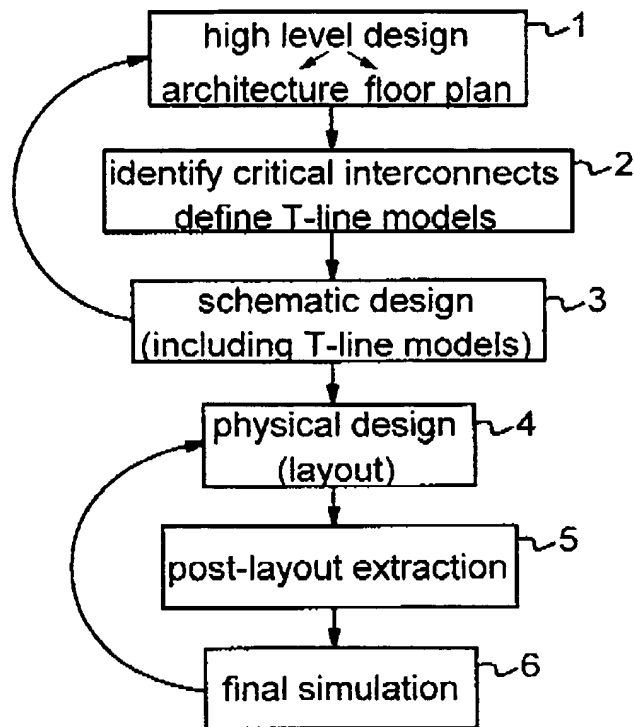 high level design
architecture floor plan
1
identify critical interconnects
define T-line models
2
schematic design
(including T-line models)
3
physical design
(layout)
4
post-layout extraction
5
final simulation
6